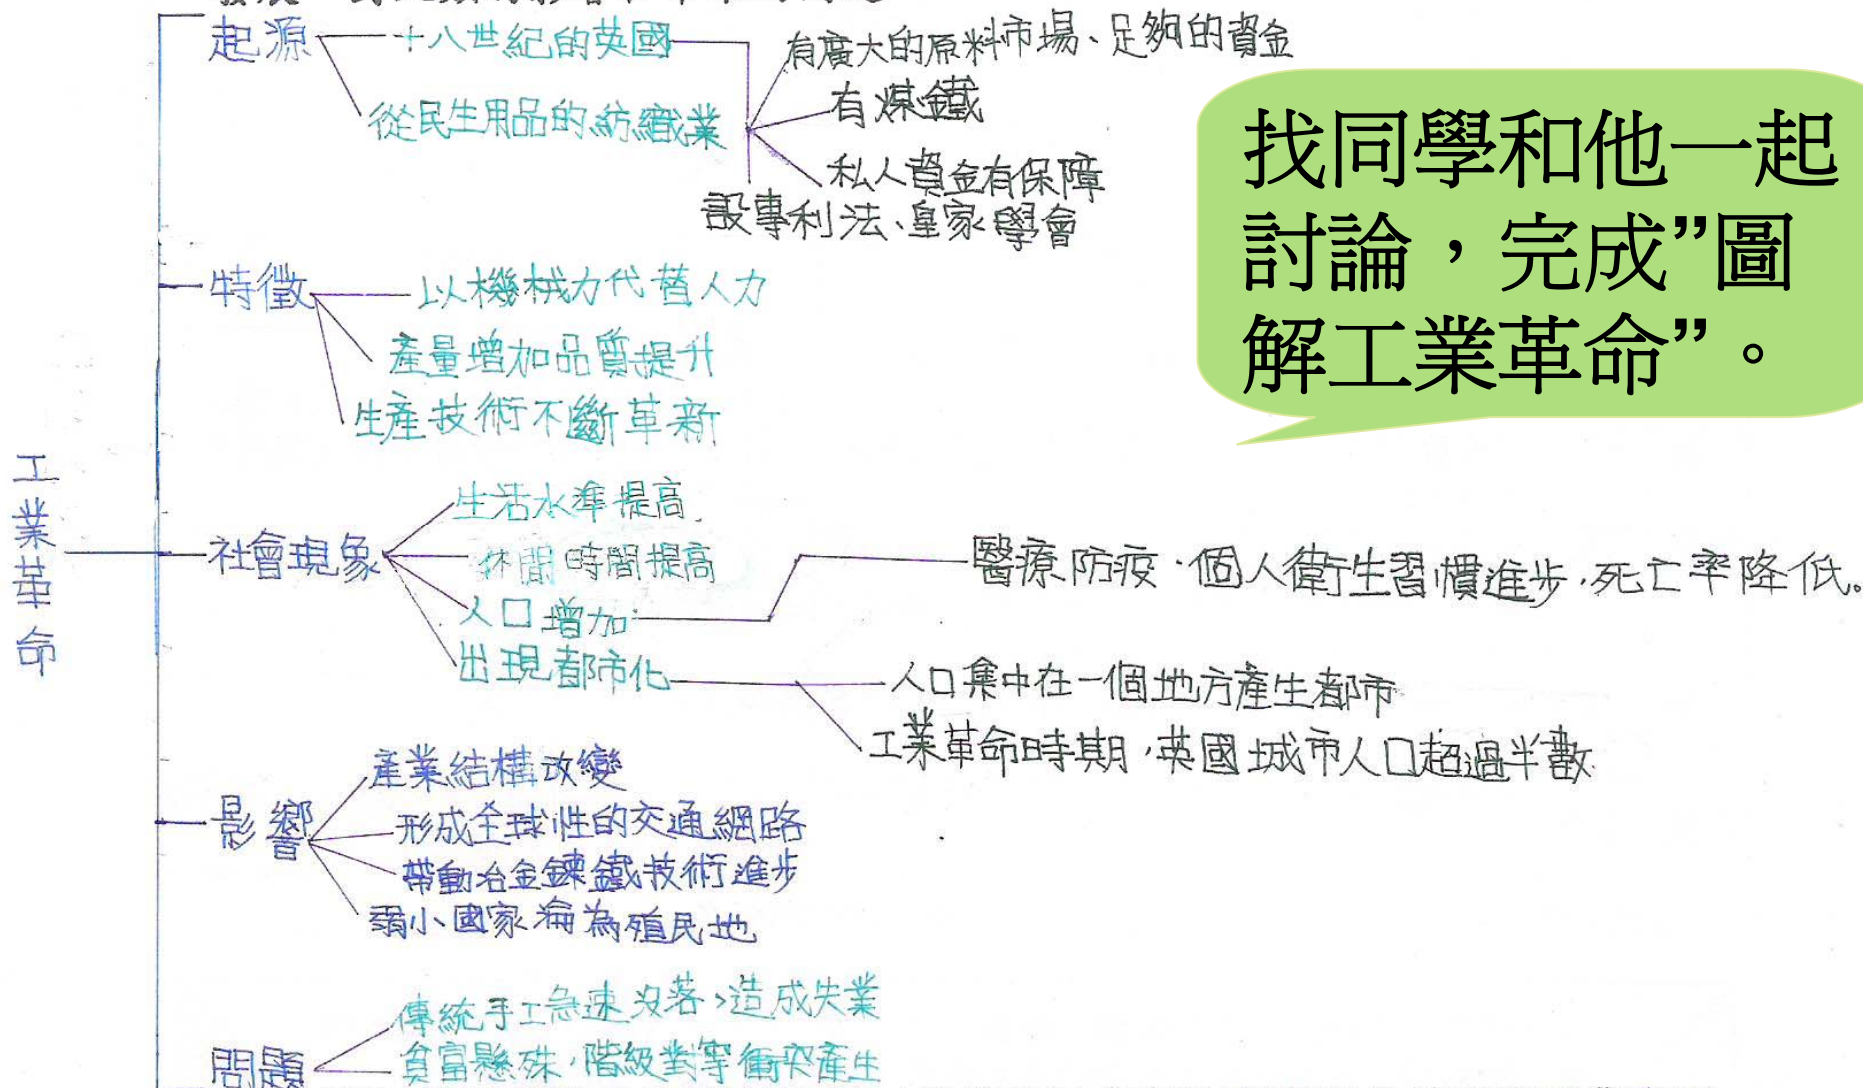 起源
十八世紀的英國
從民生用品的紡織業
有廣大的原料市場、足夠的資金
有煤鐵
私人資金有保障
設專利法、皇家學會
找同學和他一起
討論，完成”圖
解工業革命”。
特徵
以機械力代替人力
產量增加品質提升
生產技術不斷革新
工業革命
社會現象
生活水準提高
休閒時間提高
人口增加
醫療防疫、個人衛生習慣進步，死亡率降低。
出現都市化
人口集中在一個地方產生都市
工業革命時期，英國城市人口超過半數
影響
產業結構改變
形成全球性的交通網路
帶動冶金鍊鐵技術進步
弱小國家淪為殖民地
問題
傳統手工急速沒落，造成失業
貧富懸殊，階級對等衝突產生